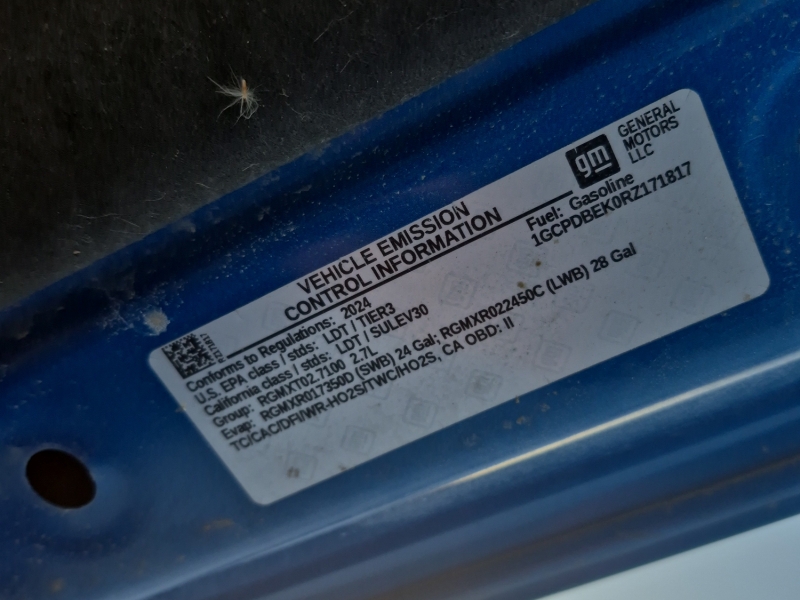 gm GENERAL
MOTORS
LLC
VEHICLE EMISSION
CONTROL INFORMATION
Fuel: Gasoline
1GCPDBEK0RZ171817
Conforms to Regulations: 2024
U.S. EPA class / stds: LDT / TIER3
California class / stds: LDT / SULEV30
Group: RGMXT02.7100 2.7L
Evap: RGMXR017350D (SWB) 24 Gal; RGMXR022450C (LWB) 28 Gal
TC/CAC/DFI/WR-HO2S/TWC/HO2S, CA OBD: II